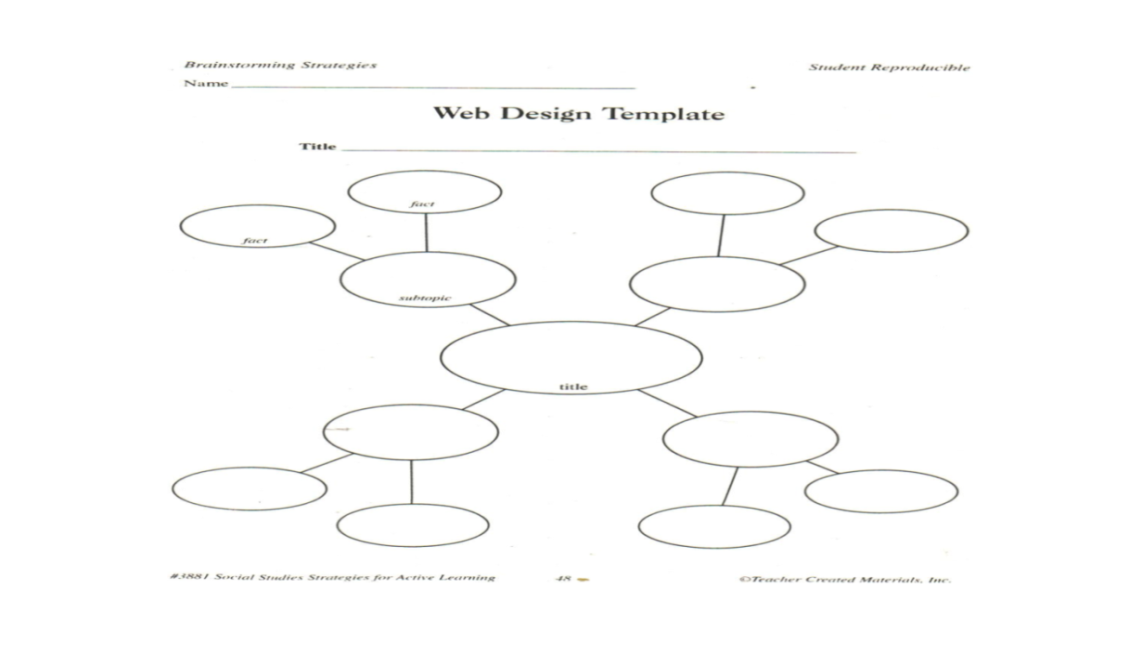 Brainstorming Strategies
Student Reproducible
Name
Web Design Template
Title
fact
fact
subtopic
title
#3881 Social Studies Strategies for Active Learning
48
©Teacher Created Materials, Inc.